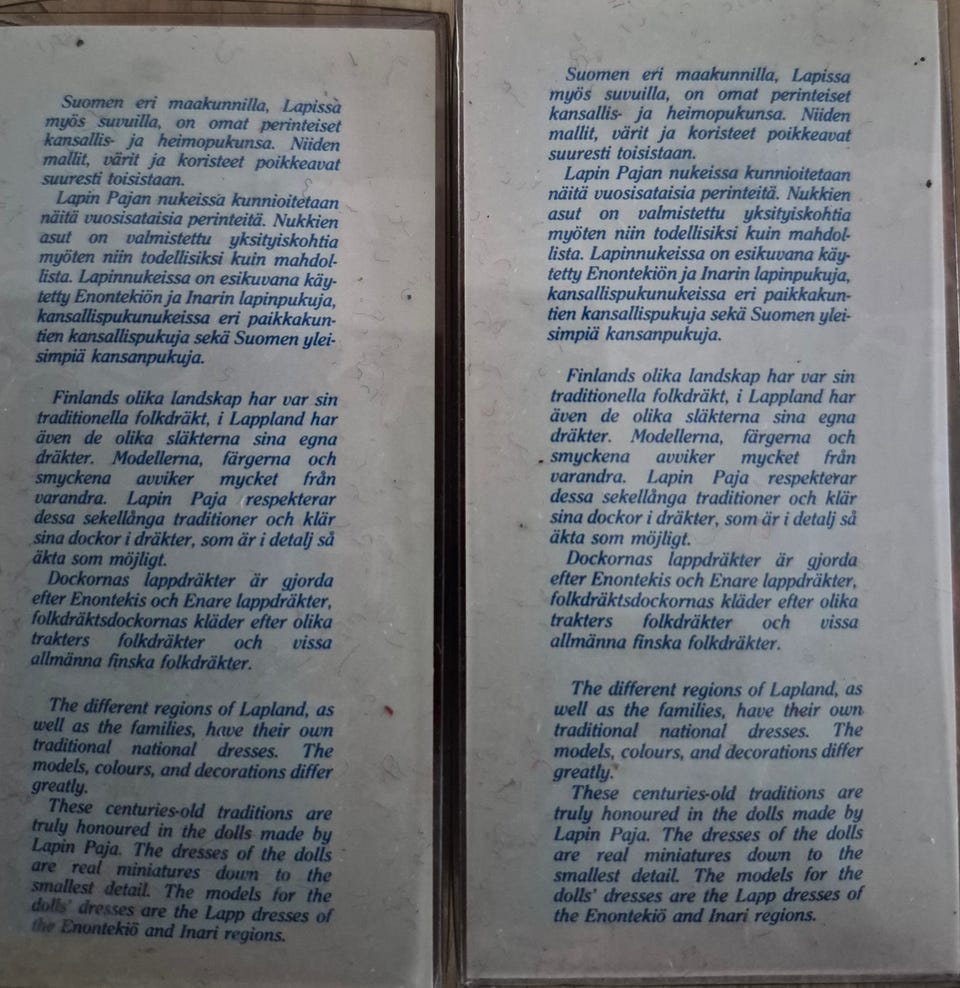 Suomen eri maakunnilla, Lapissa
myös suvuilla, on omat perinteiset
kansallis- ja heimopukunsa. Niiden
mallit, värit ja koristeet poikkeavat
suuresti toisistaan.
Lapin Pajan nukeissa kunnioitetaan
näitä vuosisataisia perinteitä. Nukkien
asut on valmistettu yksityiskohtia
myöten niin todellisiksi kuin mahdol-
lista. Lapinnukeissa on esikuvana käy-
tetty Enontekiön ja Inarin lapinpukuja,
kansallispukunukeissa eri paikkakun-
tien kansallispukuja sekä Suomen ylei-
simpiä kansanpukuja.
Finlands olika landskap har var sin
traditionella folkdräkt, i Lappland har
även de olika släkterna sina egna
dräkter. Modellerna, färgerna och
smyckena avviker mycket från
varandra. Lapin Paja respekterar
dessa sekellånga traditioner och klär
sina dockor i dräkter, som är i detalj så
äkta som möjligt.
Dockornas lappdräkter är gjorda
efter Enontekis och Enare lappdräkter,
folkdräktsdockornas kläder efter olika
trakters folkdräkter och vissa
allmänna finska folkdräkter.
The different regions of Lapland, as
well as the families, have their own
traditional national dresses. The
models, colours, and decorations differ
greatly.
These centuries-old traditions are
truly honoured in the dolls made by
Lapin Paja. The dresses of the dolls
are real miniatures down to the
smallest detail. The models for the
dolls' dresses are the Lapp dresses of
the Enontekiö and Inari regions.
Suomen eri maakunnilla, Lapissa
myös suvuilla, on omat perinteiset
kansallis- ja heimopukunsa. Niiden
mallit, värit ja koristeet poikkeavat
suuresti toisistaan.
Lapin Pajan nukeissa kunnioitetaan
näitä vuosisataisia perinteitä. Nukkien
asut on valmistettu yksityiskohtia
myöten niin todellisiksi kuin mahdol-
lista. Lapinnukeissa on esikuvana käy-
tetty Enontekiön ja Inarin lapinpukuja,
kansallispukunukeissa eri paikkakun-
tien kansallispukuja sekä Suomen ylei-
simpiä kansanpukuja.
Finlands olika landskap har var sin
traditionella folkdräkt, i Lappland har
även de olika släkterna sina egna
dräkter. Modellerna, färgerna och
smyckena avviker mycket från
varandra. Lapin Paja respekterar
dessa sekellånga traditioner och klär
sina dockor i dräkter, som är i detalj så
äkta som möjligt.
Dockornas lappdräkter är gjorda
efter Enontekis och Enare lappdräkter,
folkdräktsdockornas kläder efter olika
trakters folkdräkter och vissa
allmänna finska folkdräkter.
The different regions of Lapland, as
well as the families, have their own
traditional national dresses. The
models, colours, and decorations differ
greatly.
These centuries-old traditions are
truly honoured in the dolls made by
Lapin Paja. The dresses of the dolls
are real miniatures down to the
smallest detail. The models for the
dolls' dresses are the Lapp dresses of
the Enontekiö and Inari regions.